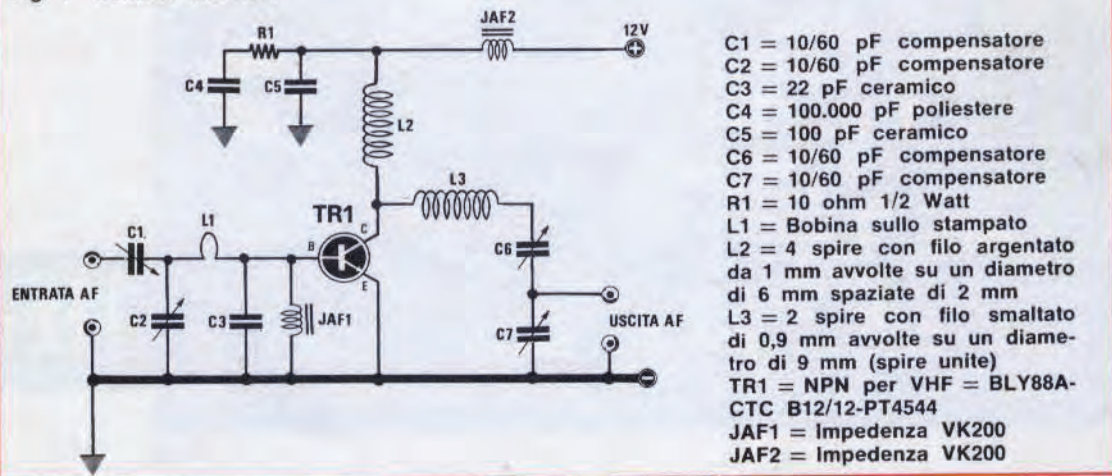 JAF2
12V
R1
C4
C5
L2
L3
TR1
C1
L1
C
B
E
C6
ENTRATA AF
C2
C3
JAF1
C7
USCITA AF
C1 = 10/60 pF compensatore
C2 = 10/60 pF compensatore
C3 = 22 pF ceramico
C4 = 100.000 pF poliestere
C5 = 100 pF ceramico
C6 = 10/60 pF compensatore
C7 = 10/60 pF compensatore
R1 = 10 ohm 1/2 Watt
L1 = Bobina sullo stampato
L2 = 4 spire con filo argentato
da 1 mm avvolte su un diametro
di 6 mm spaziate di 2 mm
L3 = 2 spire con filo smaltato
di 0,9 mm avvolte su un diame-
tro di 9 mm (spire unite)
TR1 = NPN per VHF = BLY88A-
CTC B12/12-PT4544
JAF1 = Impedenza VK200
JAF2 = Impedenza VK200